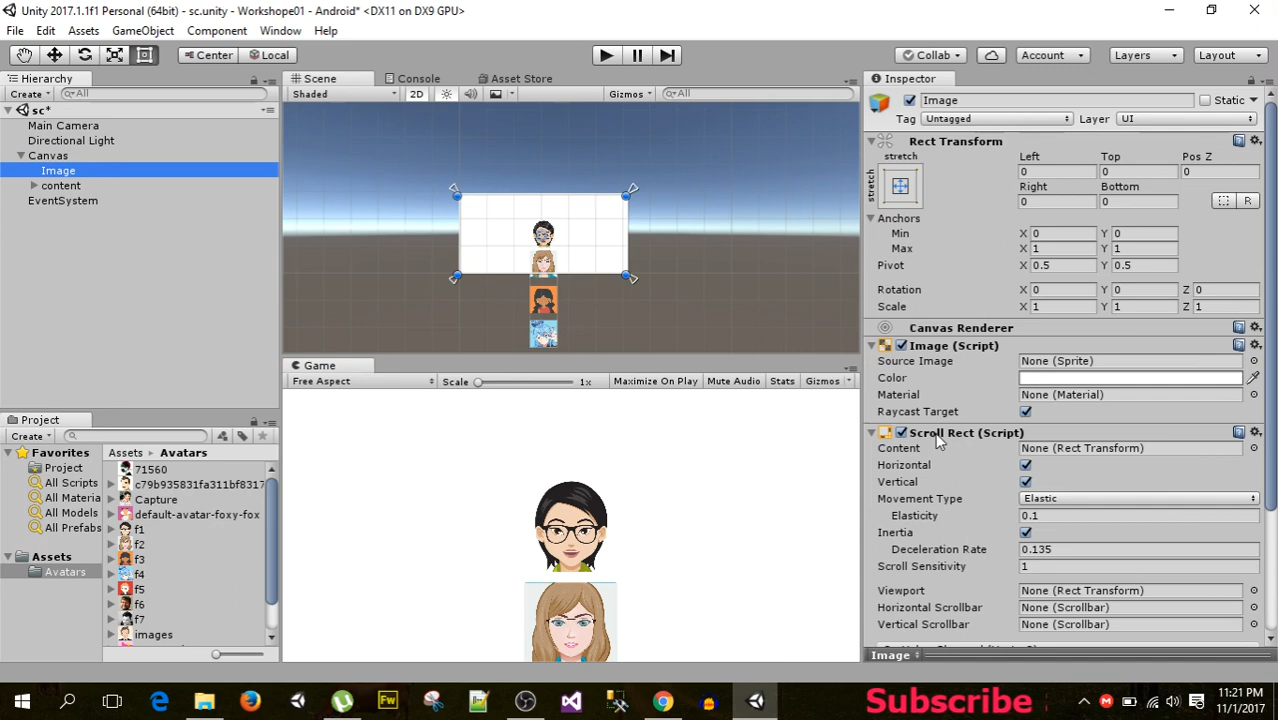 Unity 2017.1.1f1 Personal (64bit) - sc.unity - Workshope01 - Android* <DX11 on DX9 GPU>
File Edit Assets GameObject Component Window Help
Center Local Collab Account Layers Layout
Hierarchy Scene Console Asset Store Inspector
Create All Shaded 2D Gizmos All Image Static
sc*
Tag Untagged Layer UI
Main Camera
Directional Light
Canvas
Image
content
EventSystem
Rect Transform
stretch Left Top Pos Z
stretch 0 0 0
Right Bottom
0 0 R
Anchors
Min X 0 Y 0
Max X 1 Y 1
Pivot X 0.5 Y 0.5
Rotation X 0 Y 0 Z 0
Scale X 1 Y 1 Z 1
Canvas Renderer
Image (Script)
Source Image None (Sprite)
Color
Material None (Material)
Raycast Target
Scroll Rect (Script)
Content None (Rect Transform)
Horizontal
Vertical
Movement Type Elastic
Elasticity 0.1
Inertia
Deceleration Rate 0.135
Scroll Sensitivity 1
Viewport None (Rect Transform)
Horizontal Scrollbar None (Scrollbar)
Vertical Scrollbar None (Scrollbar)
Image
Game
Free Aspect Scale 1x Maximize On Play Mute Audio Stats Gizmos
Project
Create
Favorites
Project
All Scripts
All Materia
All Models
All Prefabs
Assets
Avatars
Assets Avatars
71560
c79b935831fa311bf8317
Capture
default-avatar-foxy-fox
f1
f2
f3
f4
f5
f6
f7
images
Fw
Subscribe
11:21 PM
11/1/2017